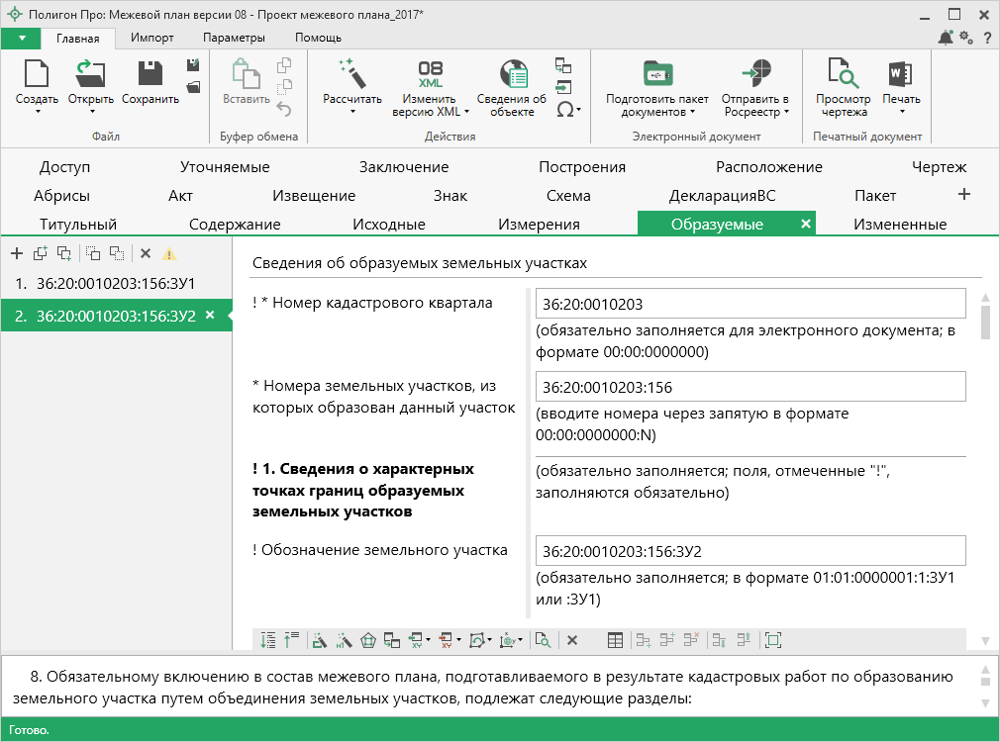 Полигон Про: Межевой план версии 08 - Проект межевого плана_2017*
Главная Импорт Параметры Помощь
?
Создать Открыть Сохранить
Вставить
Рассчитать
08 XML
Изменить версию XML
Сведения об объекте
Подготовить пакет документов
Отправить в Росреестр
Просмотр чертежа
Печать
Файл Буфер обмена Действия Электронный документ Печатный документ
Доступ Уточняемые Заключение Построения Расположение Чертеж
Абрисы Акт Извещение Знак Схема ДекларацияВС Пакет +
Титульный Содержание Исходные Измерения Образуемые × Измененные
1. 36:20:0010203:156:ЗУ1
2. 36:20:0010203:156:ЗУ2 ×
Сведения об образуемых земельных участках
! * Номер кадастрового квартала
36:20:0010203
(обязательно заполняется для электронного документа; в
формате 00:00:0000000)
* Номера земельных участков, из
которых образован данный участок
36:20:0010203:156
(вводите номера через запятую в формате
00:00:0000000:N)
! 1. Сведения о характерных
точках границ образуемых
земельных участков
(обязательно заполняется; поля, отмеченные "!",
заполняются обязательно)
! Обозначение земельного участка
36:20:0010203:156:ЗУ2
(обязательно заполняется; в формате 01:01:0000001:1:ЗУ1
или :ЗУ1)
8. Обязательному включению в состав межевого плана, подготавливаемого в результате кадастровых работ по образованию
земельного участка путем объединения земельных участков, подлежат следующие разделы:
Готово.